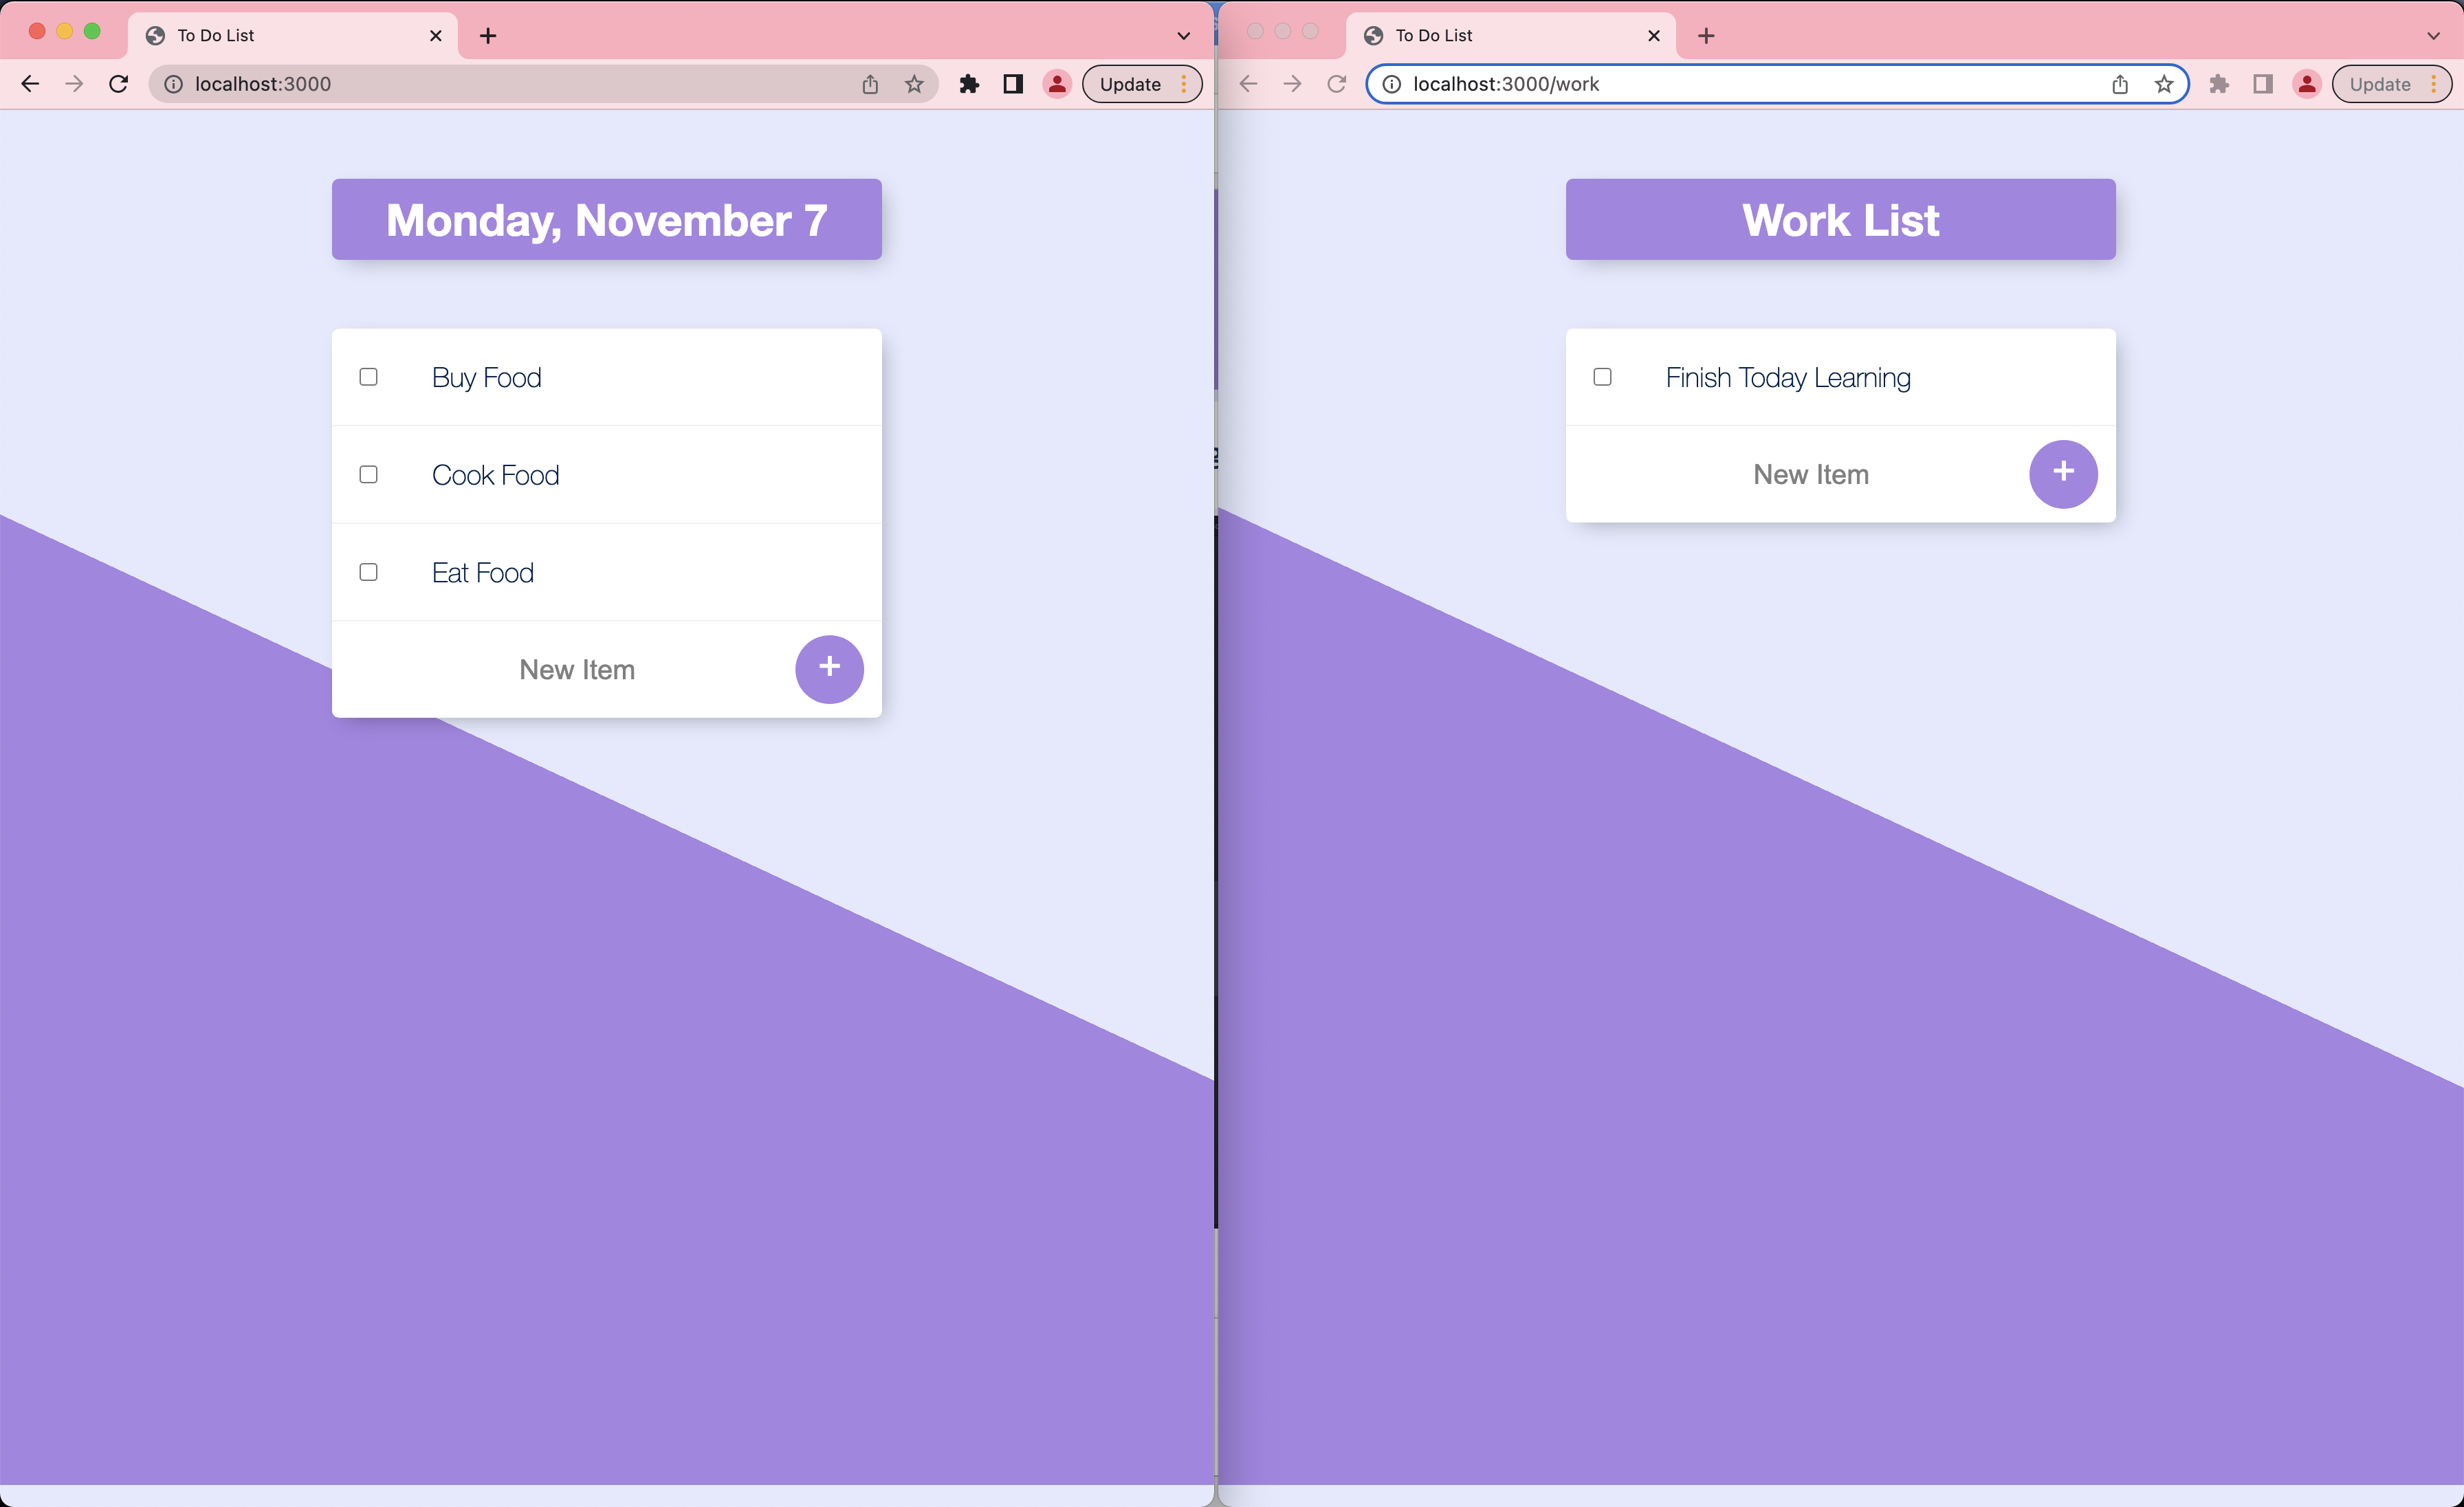 To Do List
localhost:3000
Update
Monday, November 7
Buy Food
Cook Food
Eat Food
New Item
+
To Do List
localhost:3000/work
Update
Work List
Finish Today Learning
New Item
+